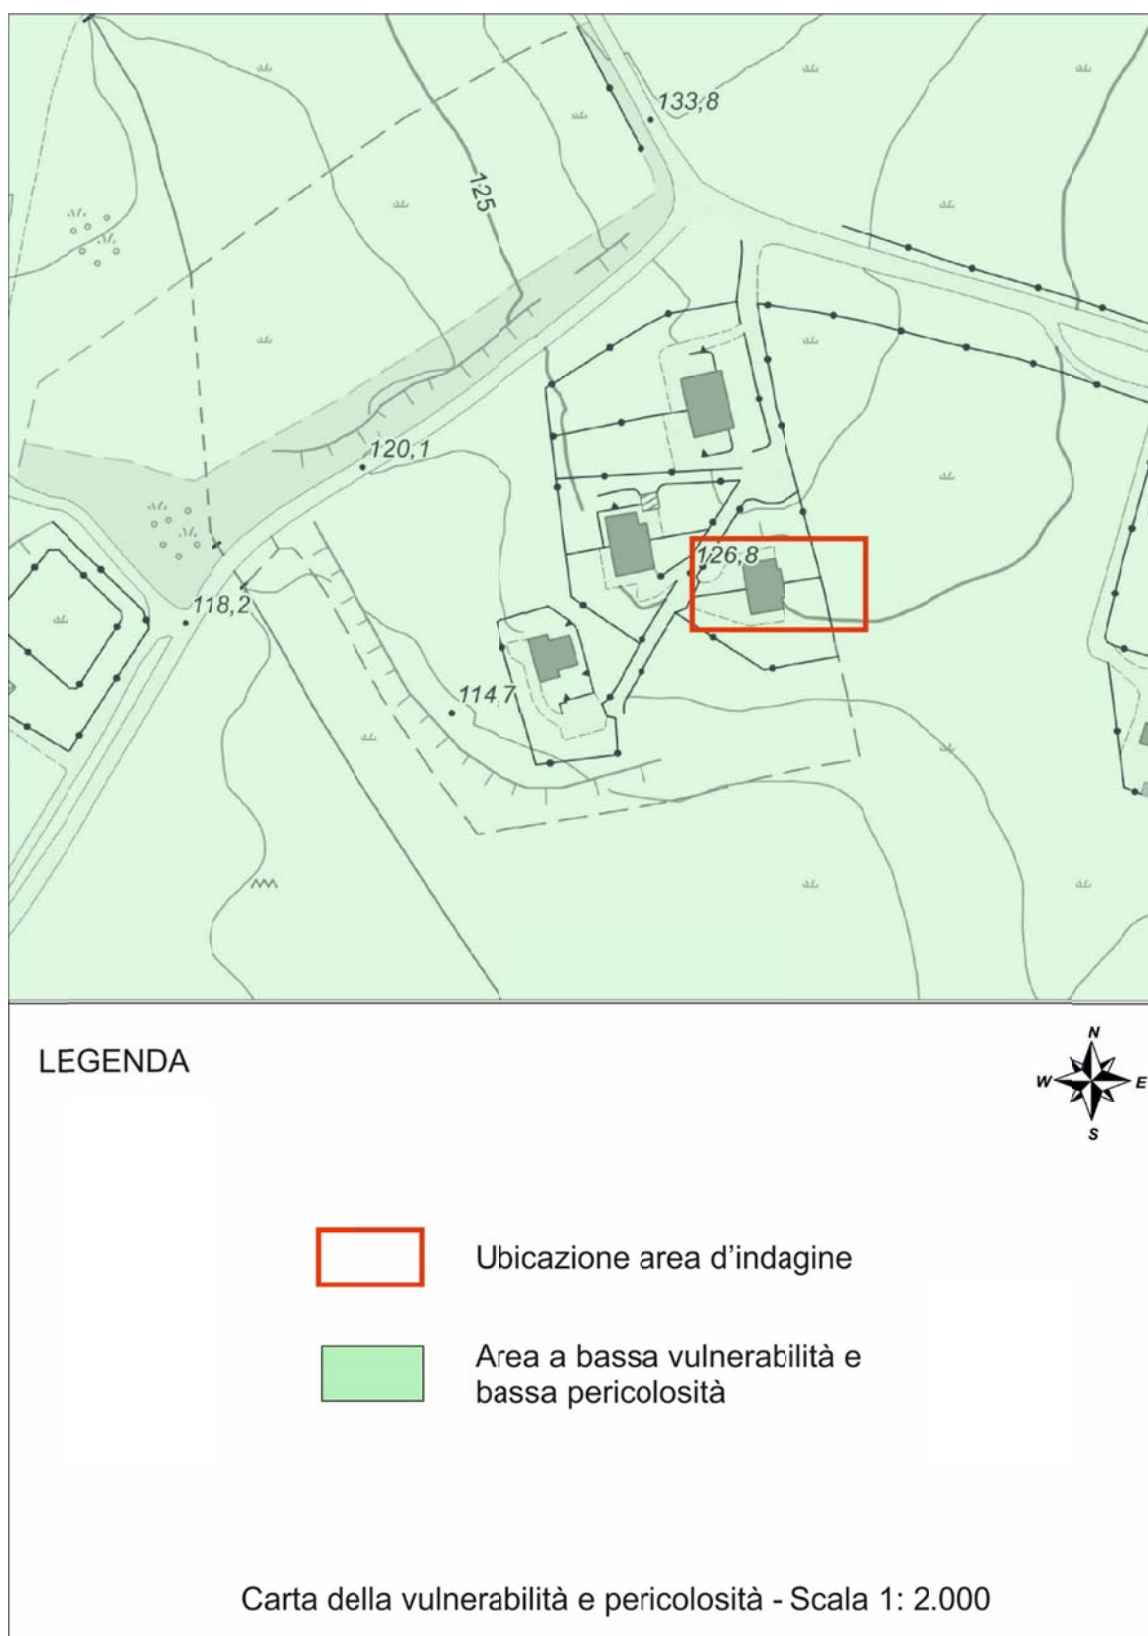 133,8
125
120,1
126,8
118,2
114,7
LEGENDA
N
W E
S
Ubicazione area d'indagine
Area a bassa vulnerabilità e
bassa pericolosità
Carta della vulnerabilità e pericolosità - Scala 1: 2.000